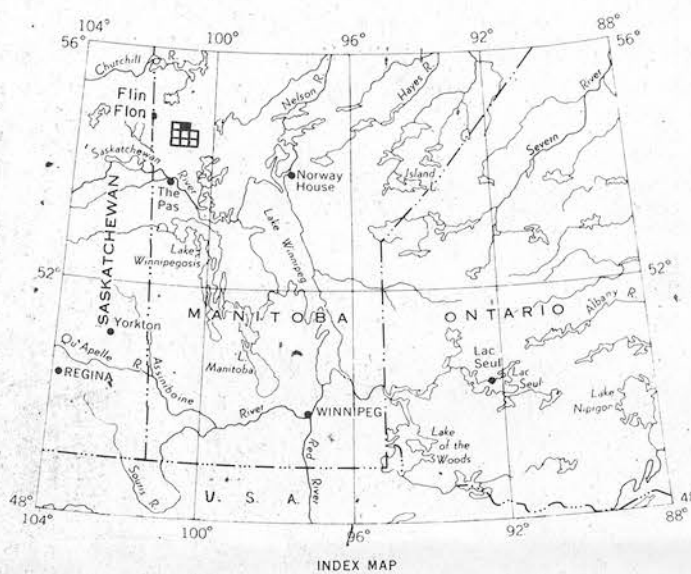 104°
100°
96°
92°
88°
56°
56°
Churchill R.
Nelson R.
Hayes R.
Severn River
Flin
Flon
Saskatchewan River
The
Pas
Norway
House
Island
L.
SASKATCHEWAN
Lake
Winnipegosis
Lake Winnipeg
52°
52°
MANITOBA
ONTARIO
Albany R.
Yorkton
Qu'Appelle R.
L.
Manitoba
Lac
Seul
Lac
Seul
REGINA
Assiniboine River
WINNIPEG
Lake
Nipigon
Lake
of the
Woods
Souris R.
U. S. A.
Red River
48°
48
104°
100°
96°
92°
88°
INDEX MAP